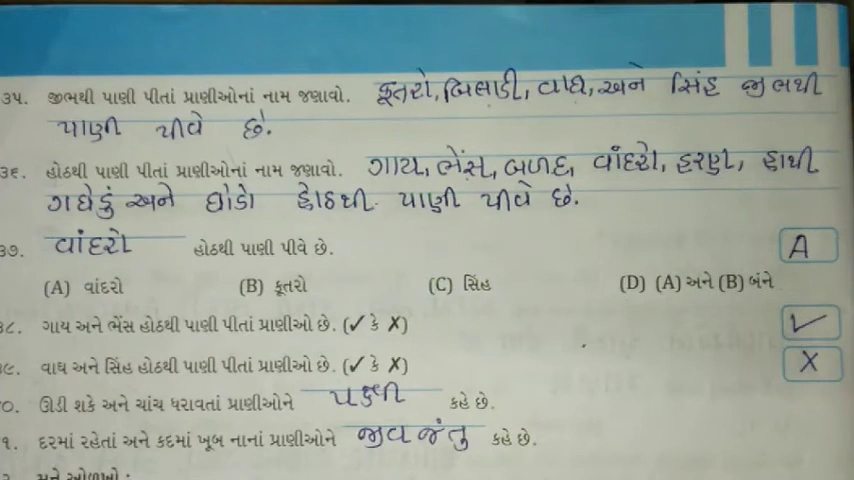 ૩૫. જીભથી પાણી પીતાં પ્રાણીઓનાં નામ જણાવો. કૂતરો, બિલાડી, વાઘ, અને સિંહ જીભથી
પાણી પીવે છે.
૩૬. હોઠથી પાણી પીતાં પ્રાણીઓનાં નામ જણાવો. ગાય, ભેંસ, બળદ, વાંદરો, હરણ, હાથી
ગધેડું અને ઘોડો હોઠથી પાણી પીવે છે.
૩૭. વાંદરો હોઠથી પાણી પીવે છે. A
(A) વાંદરો (B) કૂતરો (C) સિંહ (D) (A) અને (B) બંને
૩૮. ગાય અને ભેંસ હોઠથી પાણી પીતાં પ્રાણીઓ છે. (✓ કે ✗) ✓
૩૯. વાઘ અને સિંહ હોઠથી પાણી પીતાં પ્રાણીઓ છે. (✓ કે ✗) ✗
૦. ઊડી શકે અને ચાંચ ધરાવતાં પ્રાણીઓને પક્ષી કહે છે.
૧. દરમાં રહેતાં અને કદમાં ખૂબ નાનાં પ્રાણીઓને જીવ જંતુ કહે છે.
મને ઓળખો :